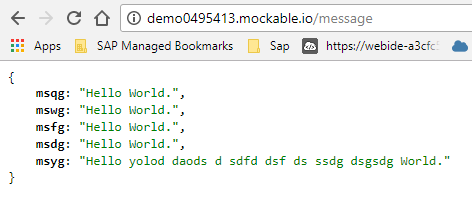 demo0495413.mockable.io/message
Apps SAP Managed Bookmarks Sap https://webide-a3cfc
{
msqg: "Hello World.",
mswg: "Hello World.",
msfg: "Hello World.",
msdg: "Hello World.",
msyg: "Hello yolod daods d sdfd dsf ds ssdg dsgsdg World."
}